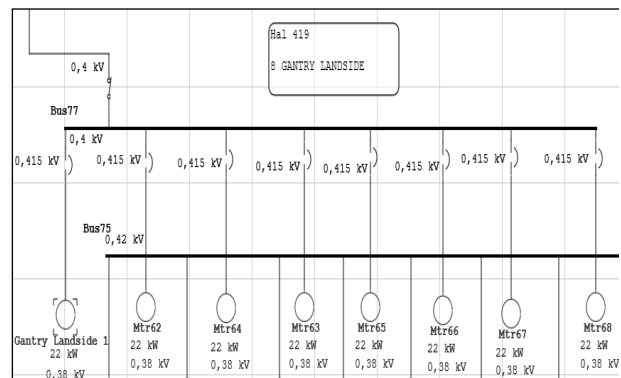 Hal 419
8 GANTRY LANDSIDE
0,4 kV
Bus77
0,4 kV
0,415 kV
0,415 kV
0,415 kV
0,415 kV
0,415 kV
0,415 kV
0,415 kV
0,415 kV
Bus75
0,42 kV
Gantry Landside 1
22 kW
0,38 kV
Mtr62
22 kW
0,38 kV
Mtr64
22 kW
0,38 kV
Mtr63
22 kW
0,38 kV
Mtr65
22 kW
0,38 kV
Mtr66
22 kW
0,38 kV
Mtr67
22 kW
0,38 kV
Mtr68
22 kW
0,38 kV